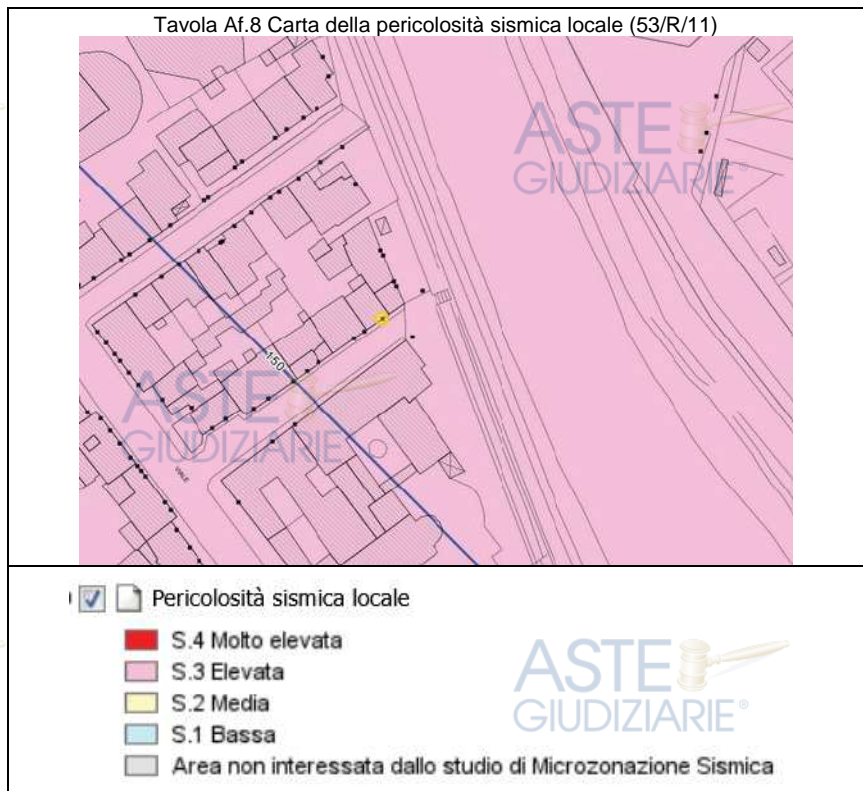 Tavola Af.8 Carta della pericolosità sismica locale (53/R/11)
ASTE
GIUDIZIARIE®
150
ASTE
GIUDIZIARIE
VIALE
Pericolosità sismica locale
S.4 Molto elevata
S.3 Elevata
S.2 Media
S.1 Bassa
Area non interessata dallo studio di Microzonazione Sismica
ASTE
GIUDIZIARIE®